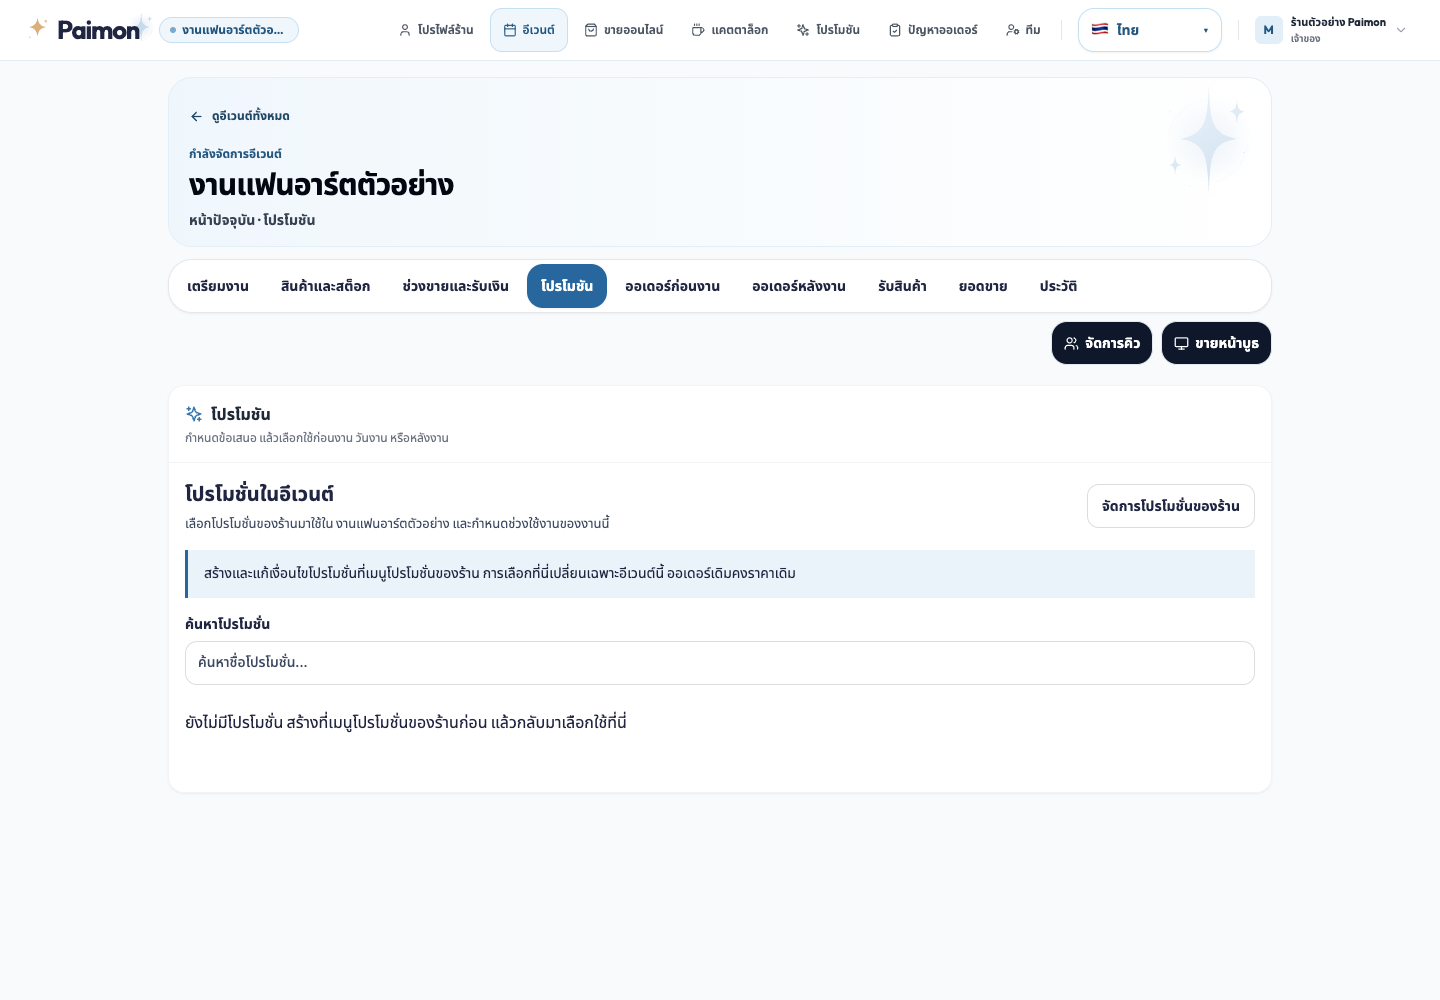 Paimon
งานแฟนอาร์ตตัวอ...
โปรไฟล์ร้าน
อีเวนต์
ขายออนไลน์
แคตตาล็อก
โปรโมชัน
ปัญหาออเดอร์
ทีม
ไทย
M
ร้านตัวอย่าง Paimon
เจ้าของ
ดูอีเวนต์ทั้งหมด
กำลังจัดการอีเวนต์
งานแฟนอาร์ตตัวอย่าง
หน้าปัจจุบัน · โปรโมชัน
เตรียมงาน
สินค้าและสต็อก
ช่วงขายและรับเงิน
โปรโมชัน
ออเดอร์ก่อนงาน
ออเดอร์หลังงาน
รับสินค้า
ยอดขาย
ประวัติ
จัดการคิว
ขายหน้าบูธ
โปรโมชัน
กำหนดข้อเสนอ แล้วเลือกใช้ก่อนงาน วันงาน หรือหลังงาน
โปรโมชั่นในอีเวนต์
เลือกโปรโมชั่นของร้านมาใช้ใน งานแฟนอาร์ตตัวอย่าง และกำหนดช่วงใช้งานของงานนี้
จัดการโปรโมชั่นของร้าน
สร้างและแก้เงื่อนไขโปรโมชั่นที่เมนูโปรโมชั่นของร้าน การเลือกที่นี่เปลี่ยนเฉพาะอีเวนต์นี้ ออเดอร์เดิมคงราคาเดิม
ค้นหาโปรโมชั่น
ค้นหาชื่อโปรโมชั่น...
ยังไม่มีโปรโมชั่น สร้างที่เมนูโปรโมชั่นของร้านก่อน แล้วกลับมาเลือกใช้ที่นี่